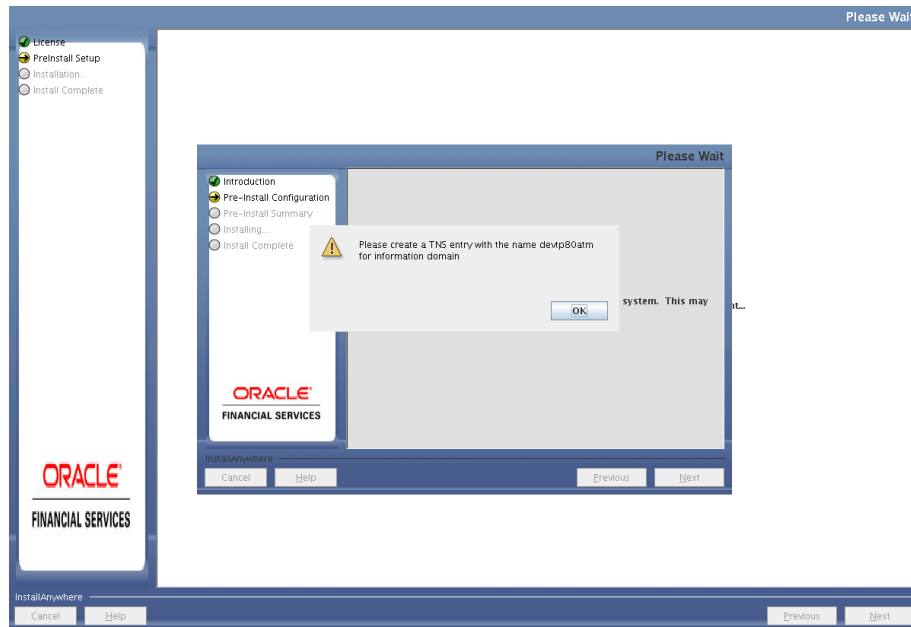 Please Wai
License
PreInstall Setup
Installation...
Install Complete
Please Wait
Introduction
Pre-Install Configuration
Pre-Install Summary
Installing...
Install Complete
Please create a TNS entry with the name devtp80atm
for information domain
OK
system. This may
nt...
ORACLE
FINANCIAL SERVICES
InstallAnywhere
Cancel
Help
Previous
Next
ORACLE
FINANCIAL SERVICES
InstallAnywhere
Cancel
Help
Previous
Next